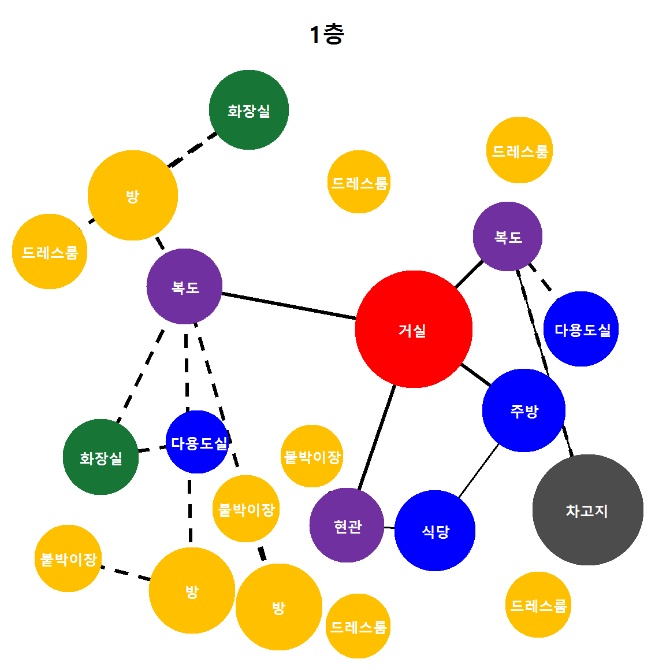 1층
화장실
드레스룸
드레스룸
방
드레스룸
복도
복도
거실
다용도실
주방
다용도실
화장실
붙박이장
붙박이장
차고지
현관
식당
붙박이장
방
방
드레스룸
드레스룸